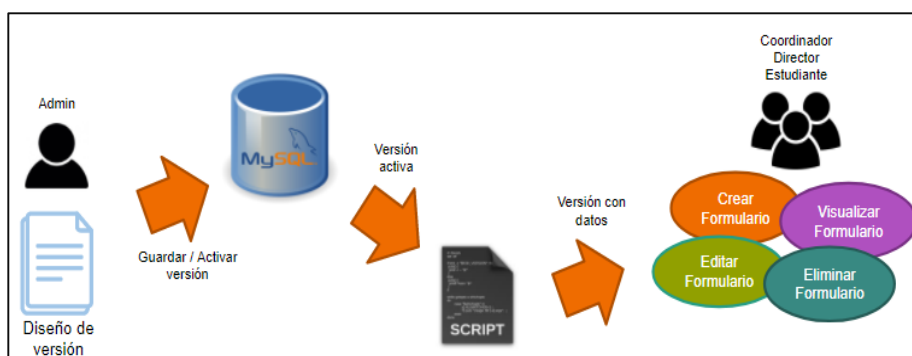 Admin
Diseño de
versión
Guardar / Activar
versión
MySQL
Versión
activa
SCRIPT
Versión con
datos
Coordinador
Director
Estudiante
Crear
Formulario
Visualizar
Formulario
Editar
Formulario
Eliminar
Formulario